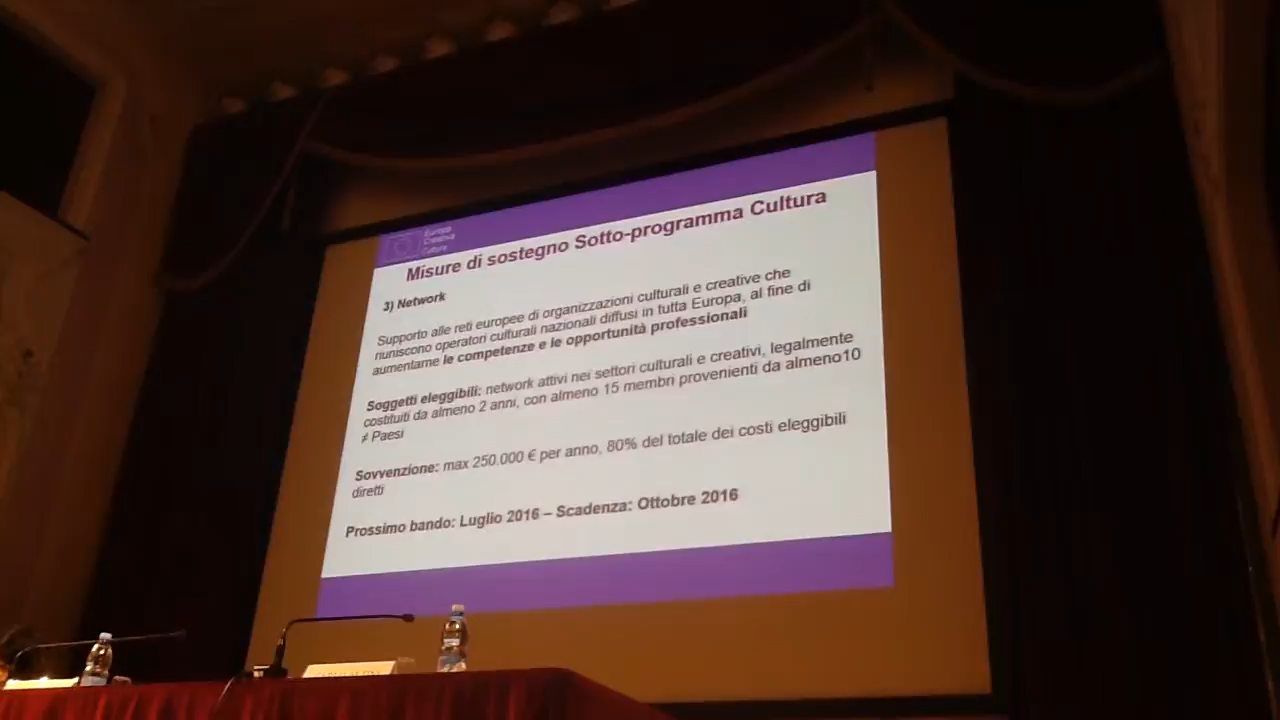 Europa
Creativa
Cultura
Misure di sostegno Sotto-programma Cultura
3) Network
Supporto alle reti europee di organizzazioni culturali e creative che
riuniscono operatori culturali nazionali diffusi in tutta Europa, al fine di
aumentarne le competenze e le opportunità professionali
Soggetti eleggibili: network attivi nei settori culturali e creativi, legalmente
costituiti da almeno 2 anni, con almeno 15 membri provenienti da almeno10
≠ Paesi
Sovvenzione: max 250.000 € per anno, 80% del totale dei costi eleggibili
diretti
Prossimo bando: Luglio 2016 – Scadenza: Ottobre 2016